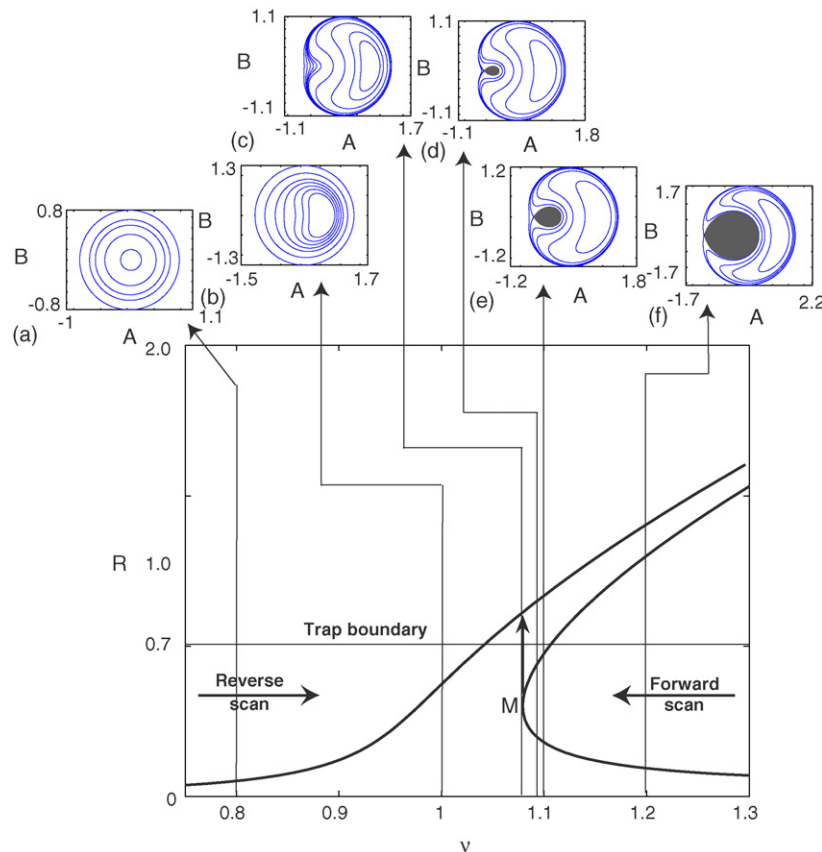 1.1
B
-1.1
(c)
-1.1
A
1.7
1.1
B
-1.1
(d)
-1.1
A
1.8
1.3
B
-1.3
(b)
-1.5
A
1.7
1.2
B
-1.2
(e)
-1.2
A
1.8
0.8
B
-0.8
(a)
-1
A
1.1
1.7
B
-1.7
(f)
-1.7
A
2.2
2.0
R
1.0
Trap boundary
0.7
Reverse
scan
M
Forward
scan
0
0.8
0.9
1
1.1
1.2
1.3
ν